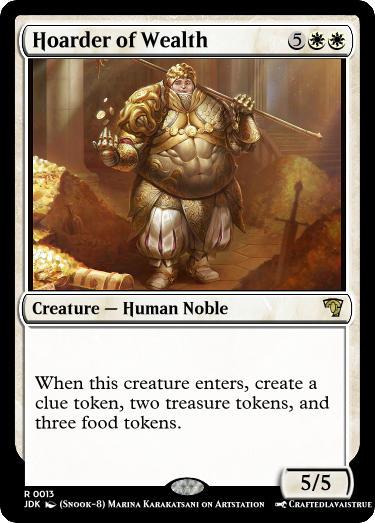 Hoarder of Wealth 5
Creature — Human Noble
When this creature enters, create a
clue token, two treasure tokens, and
three food tokens.
5/5
R 0013
JDK (Snook-8) Marina Karakatsani on Artstation
Craftedlavaistrue